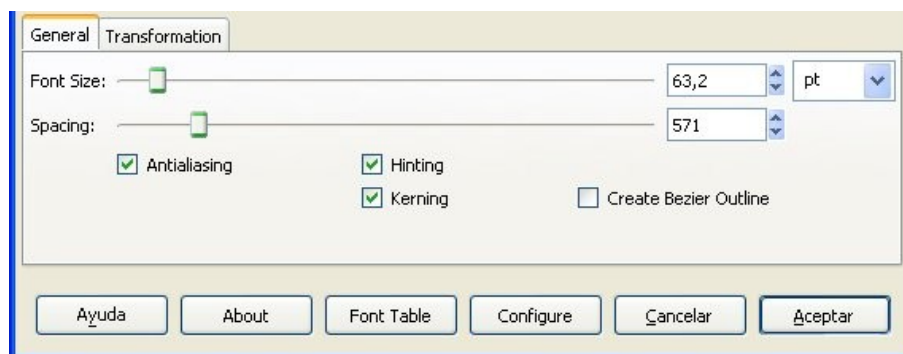 General Transformation
Font Size: 63,2 pt
Spacing: 571
Antialiasing Hinting
Kerning Create Bezier Outline
Ayuda About Font Table Configure Cancelar Aceptar